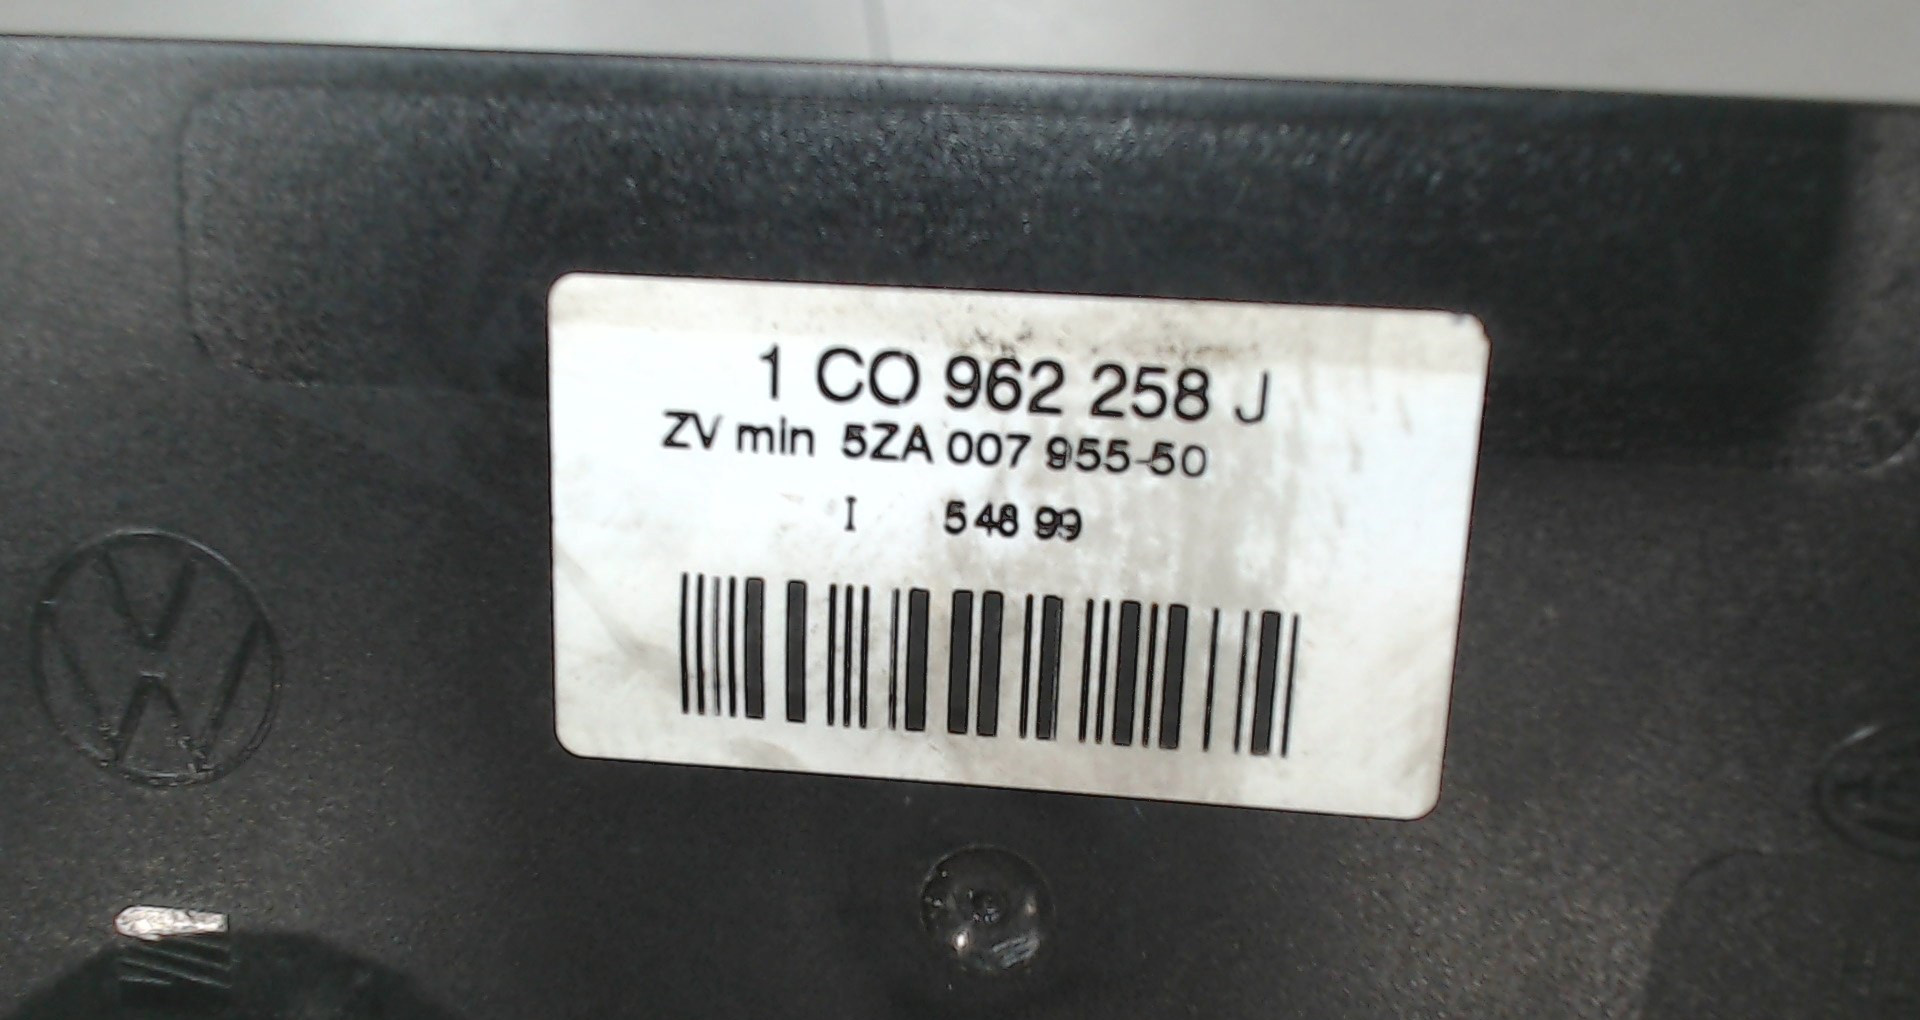 1 CO 962 258 J
ZV min 5ZA 007 955-50
I 548 99